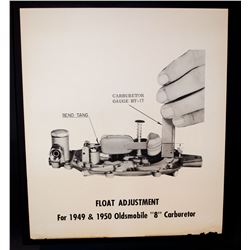 CARBURETOR
GAUGE BT-17
BEND TANG
FLOAT ADJUSTMENT
For 1949 & 1950 Oldsmobile "8" Carburetor